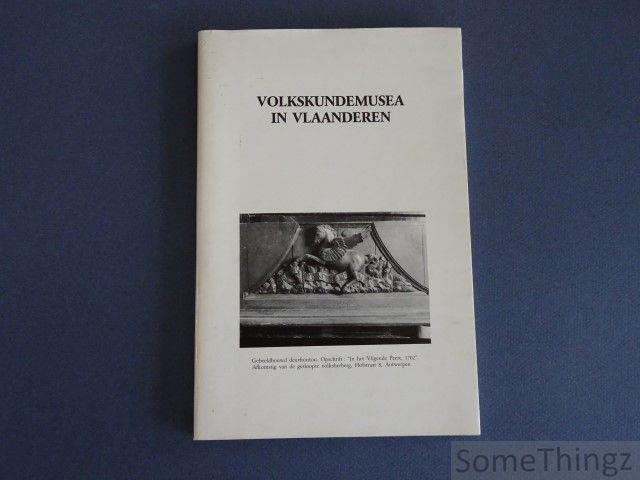 VOLKSKUNDEMUSEA
IN VLAANDEREN
Gebeeldhouwd deurfronton. Opschrift: "In het Vligende Peert, 1702".
Afkomstig van de gesloopte volksherberg, Hofstraat 8, Antwerpen.
SomeThingz